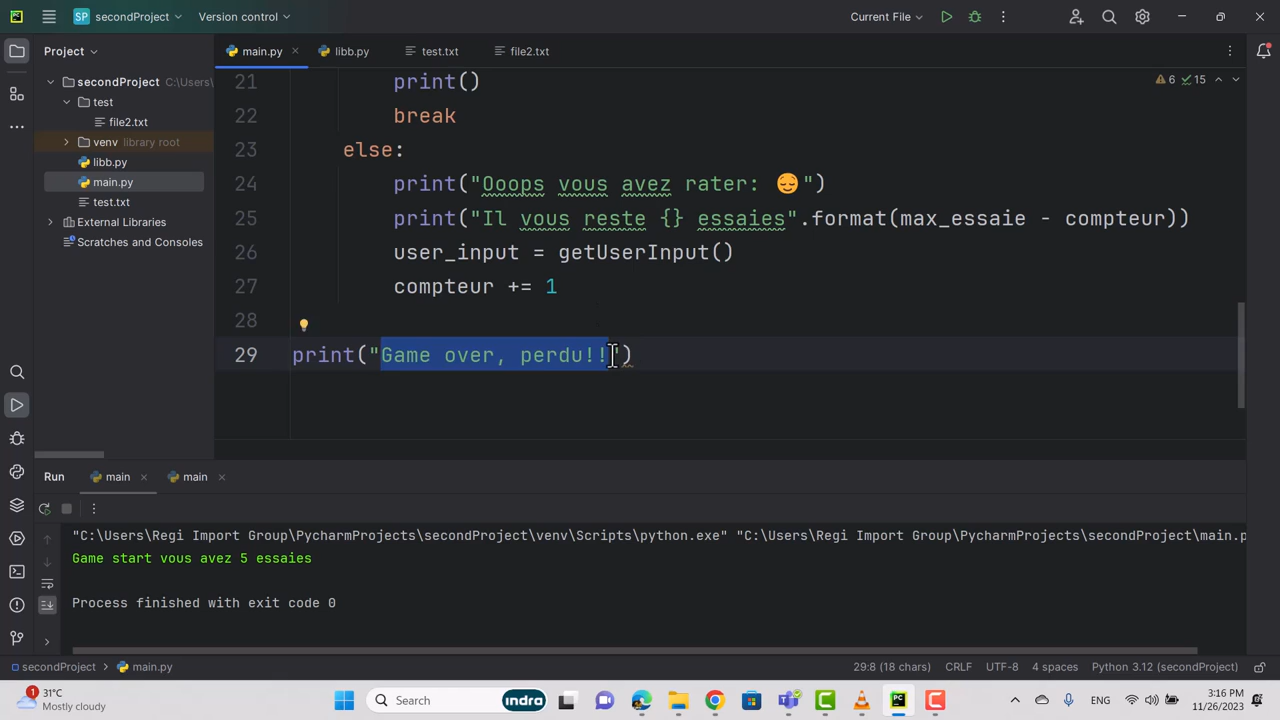 SP secondProject Version control Current File
Project main.py libb.py test.txt file2.txt
secondProject C:\Users\
test
file2.txt
venv library root
libb.py
main.py
test.txt
External Libraries
Scratches and Consoles
6 15
21 print()
22 break
23 else:
24 print("Ooops vous avez rater: 😌")
25 print("Il vous reste {} essaies".format(max_essaie - compteur))
26 user_input = getUserInput()
27 compteur += 1
28
29 print("Game over, perdu!!")
Run main main
"C:\Users\Regi Import Group\PycharmProjects\secondProject\venv\Scripts\python.exe" "C:\Users\Regi Import Group\PycharmProjects\secondProject\main.p
Game start vous avez 5 essaies
Process finished with exit code 0
secondProject main.py 29:8 (18 chars) CRLF UTF-8 4 spaces Python 3.12 (secondProject)
1 31°C
Mostly cloudy
Search indra
ENG
6:16 PM
11/26/2023